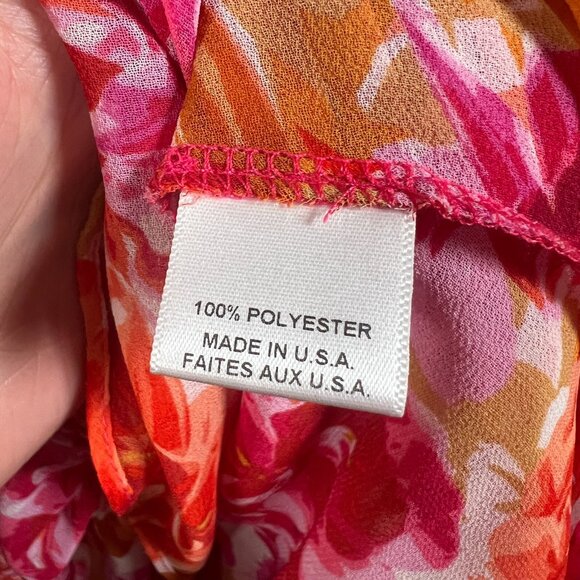 100% POLYESTER
MADE IN U.S.A.
FAITES AUX U.S.A.